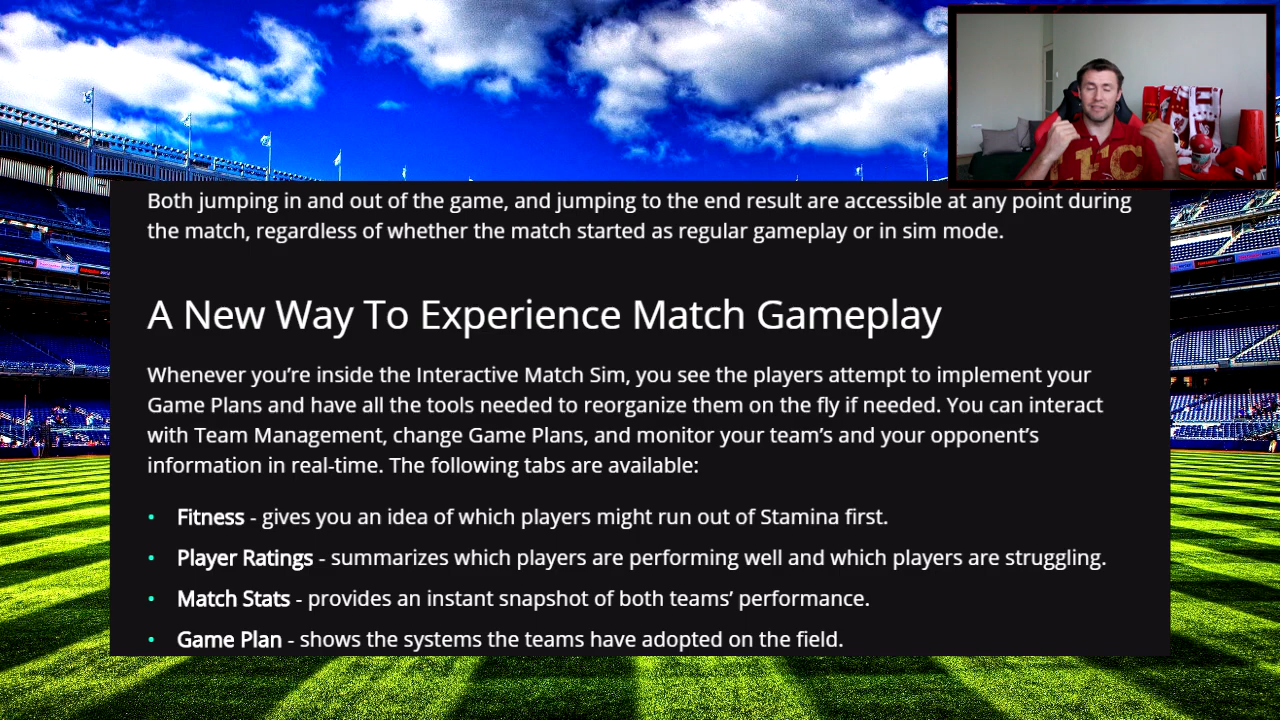 Both jumping in and out of the game, and jumping to the end result are accessible at any point during
the match, regardless of whether the match started as regular gameplay or in sim mode.
A New Way To Experience Match Gameplay
Whenever you’re inside the Interactive Match Sim, you see the players attempt to implement your
Game Plans and have all the tools needed to reorganize them on the fly if needed. You can interact
with Team Management, change Game Plans, and monitor your team’s and your opponent’s
information in real-time. The following tabs are available:
• Fitness - gives you an idea of which players might run out of Stamina first.
• Player Ratings - summarizes which players are performing well and which players are struggling.
• Match Stats - provides an instant snapshot of both teams’ performance.
• Game Plan - shows the systems the teams have adopted on the field.